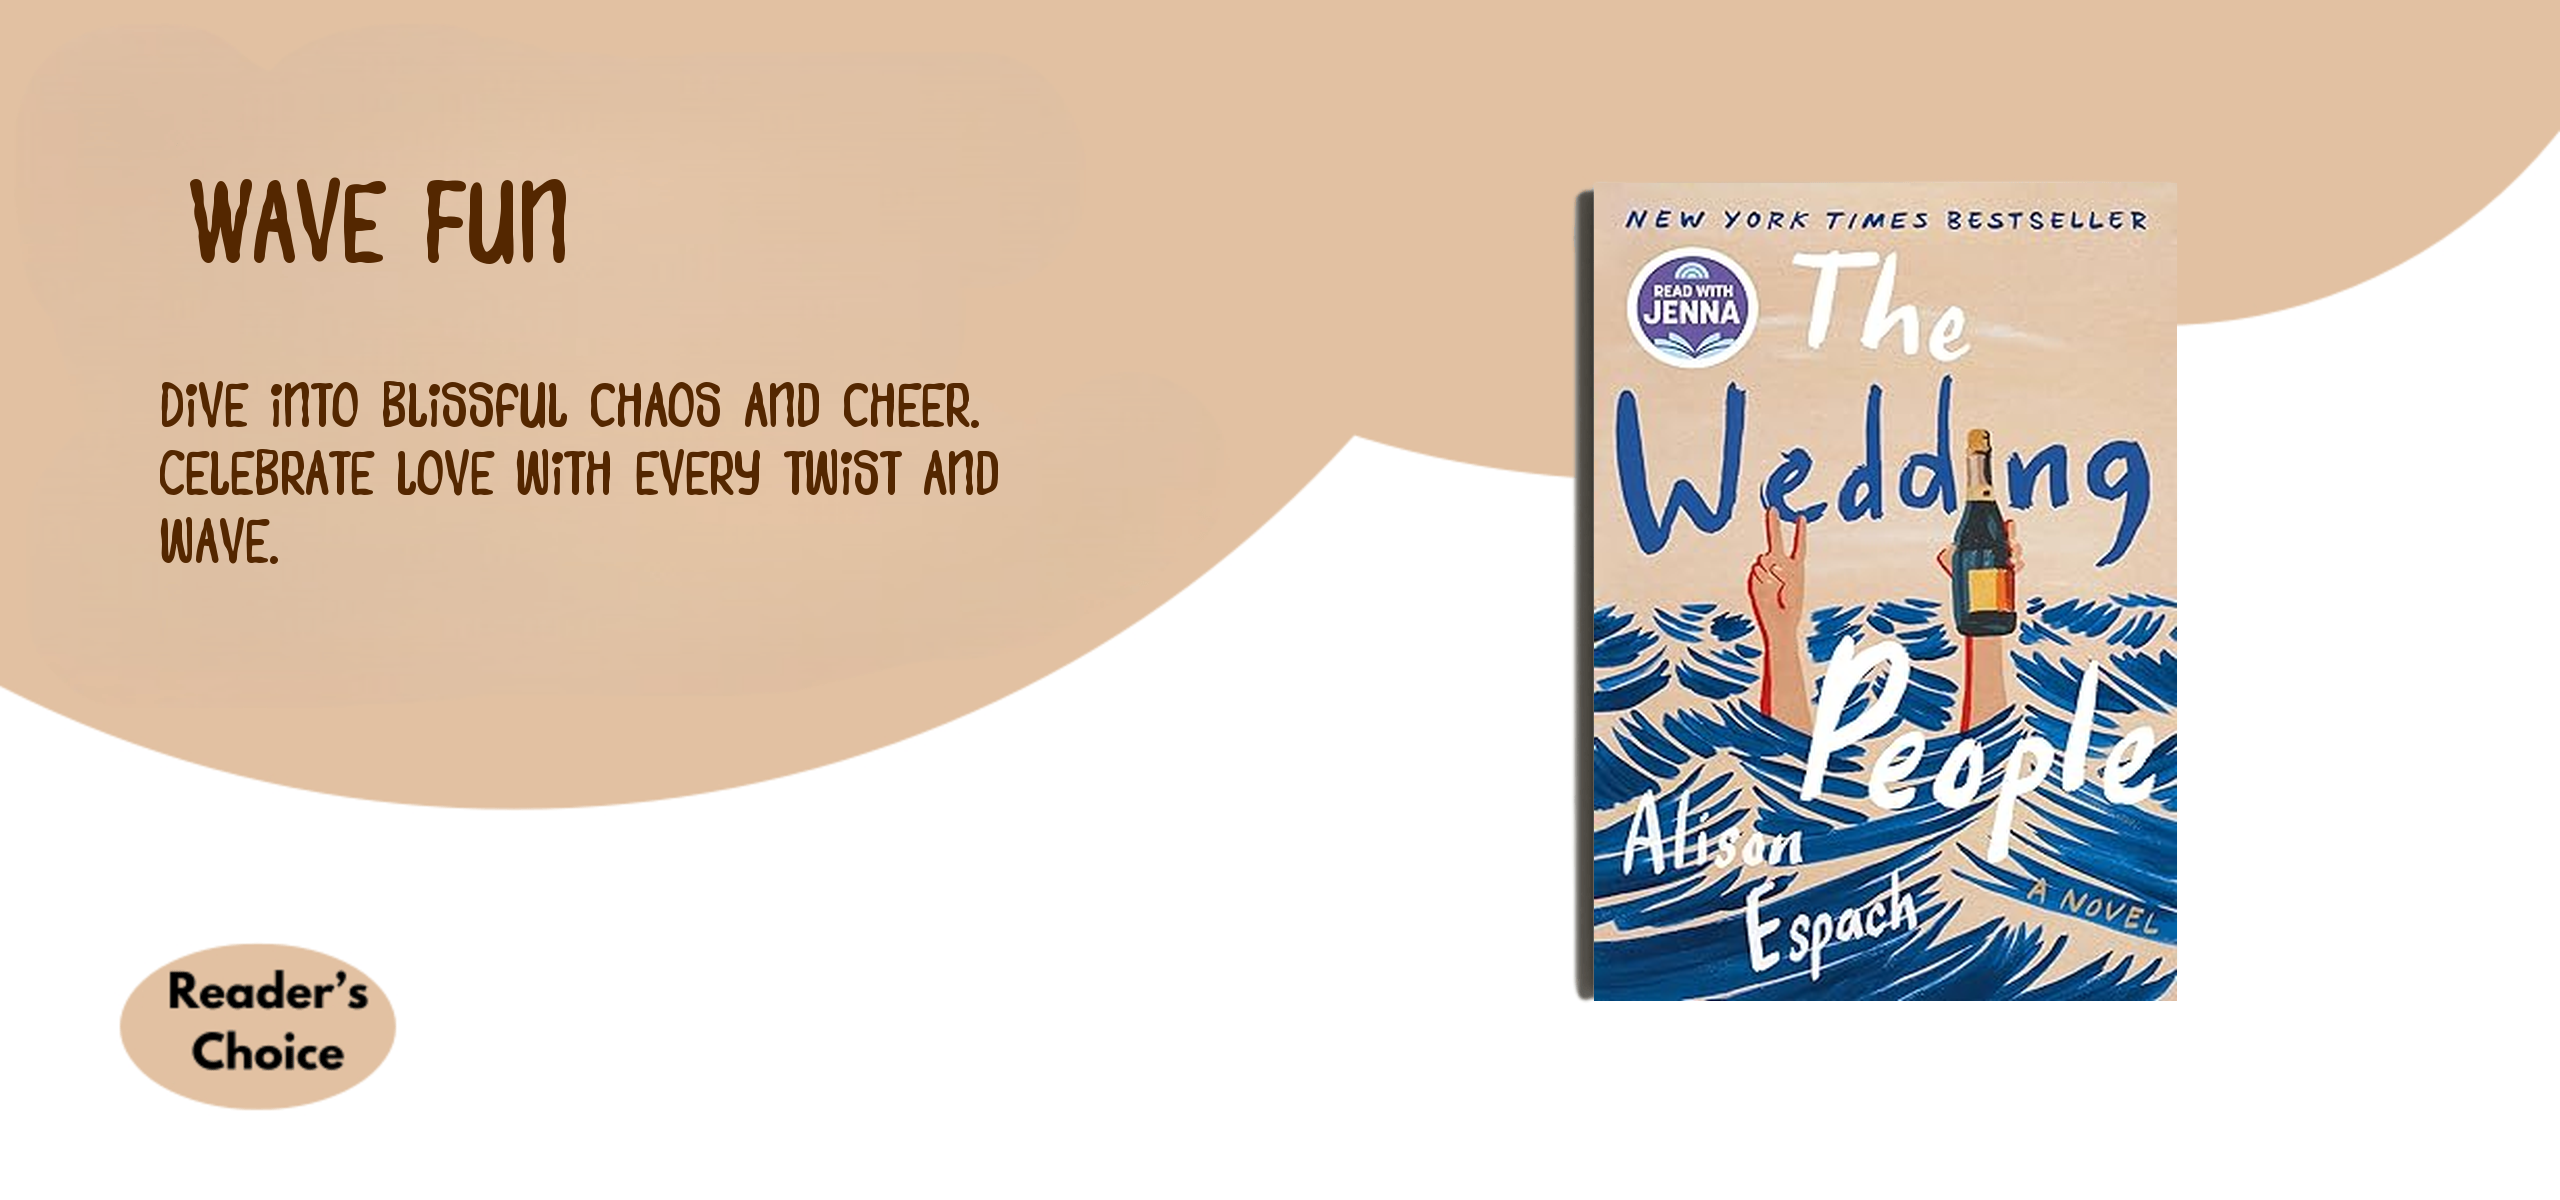 WAVE FUN
DIVE INTO BLISSFUL CHAOS AND CHEER.
CELEBRATE LOVE WITH EVERY TWIST AND
WAVE.
Reader's
Choice
NEW YORK TIMES BESTSELLER
READ WITH
JENNA
The
Wedding
People
Alison
Espach
A NOVEL